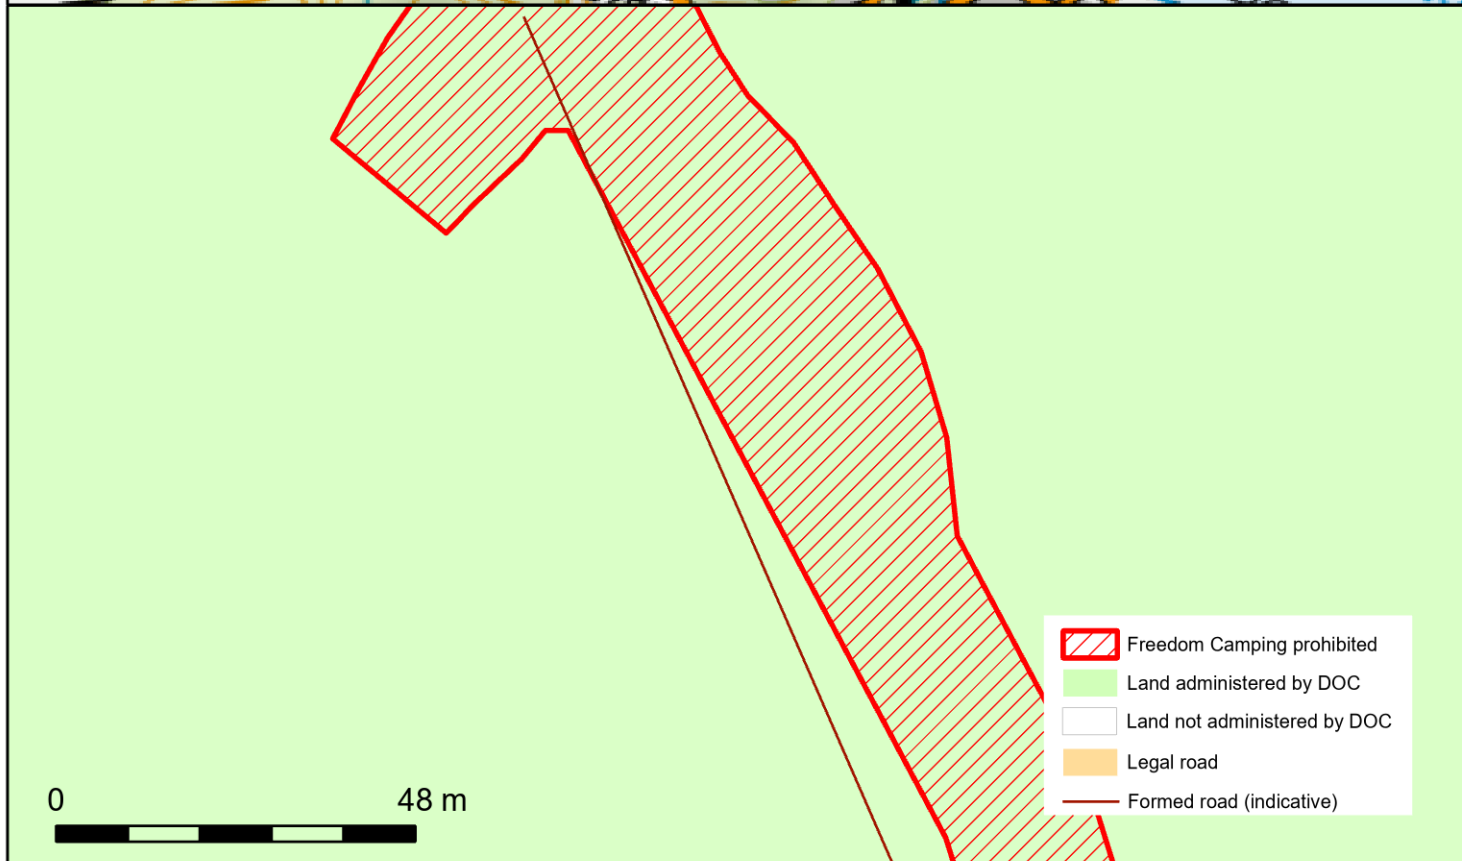 Freedom Camping prohibited
Land administered by DOC
Land not administered by DOC
Legal road
Formed road (indicative)
0 48 m